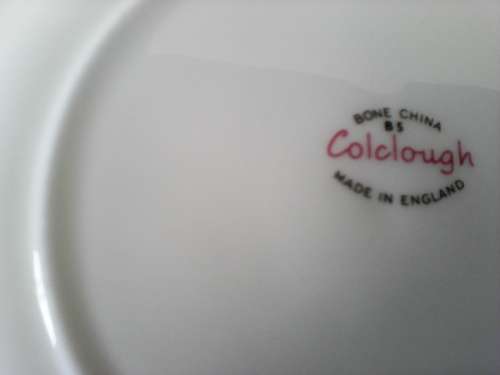 BONE CHINA
BS
Colclough
MADE IN ENGLAND